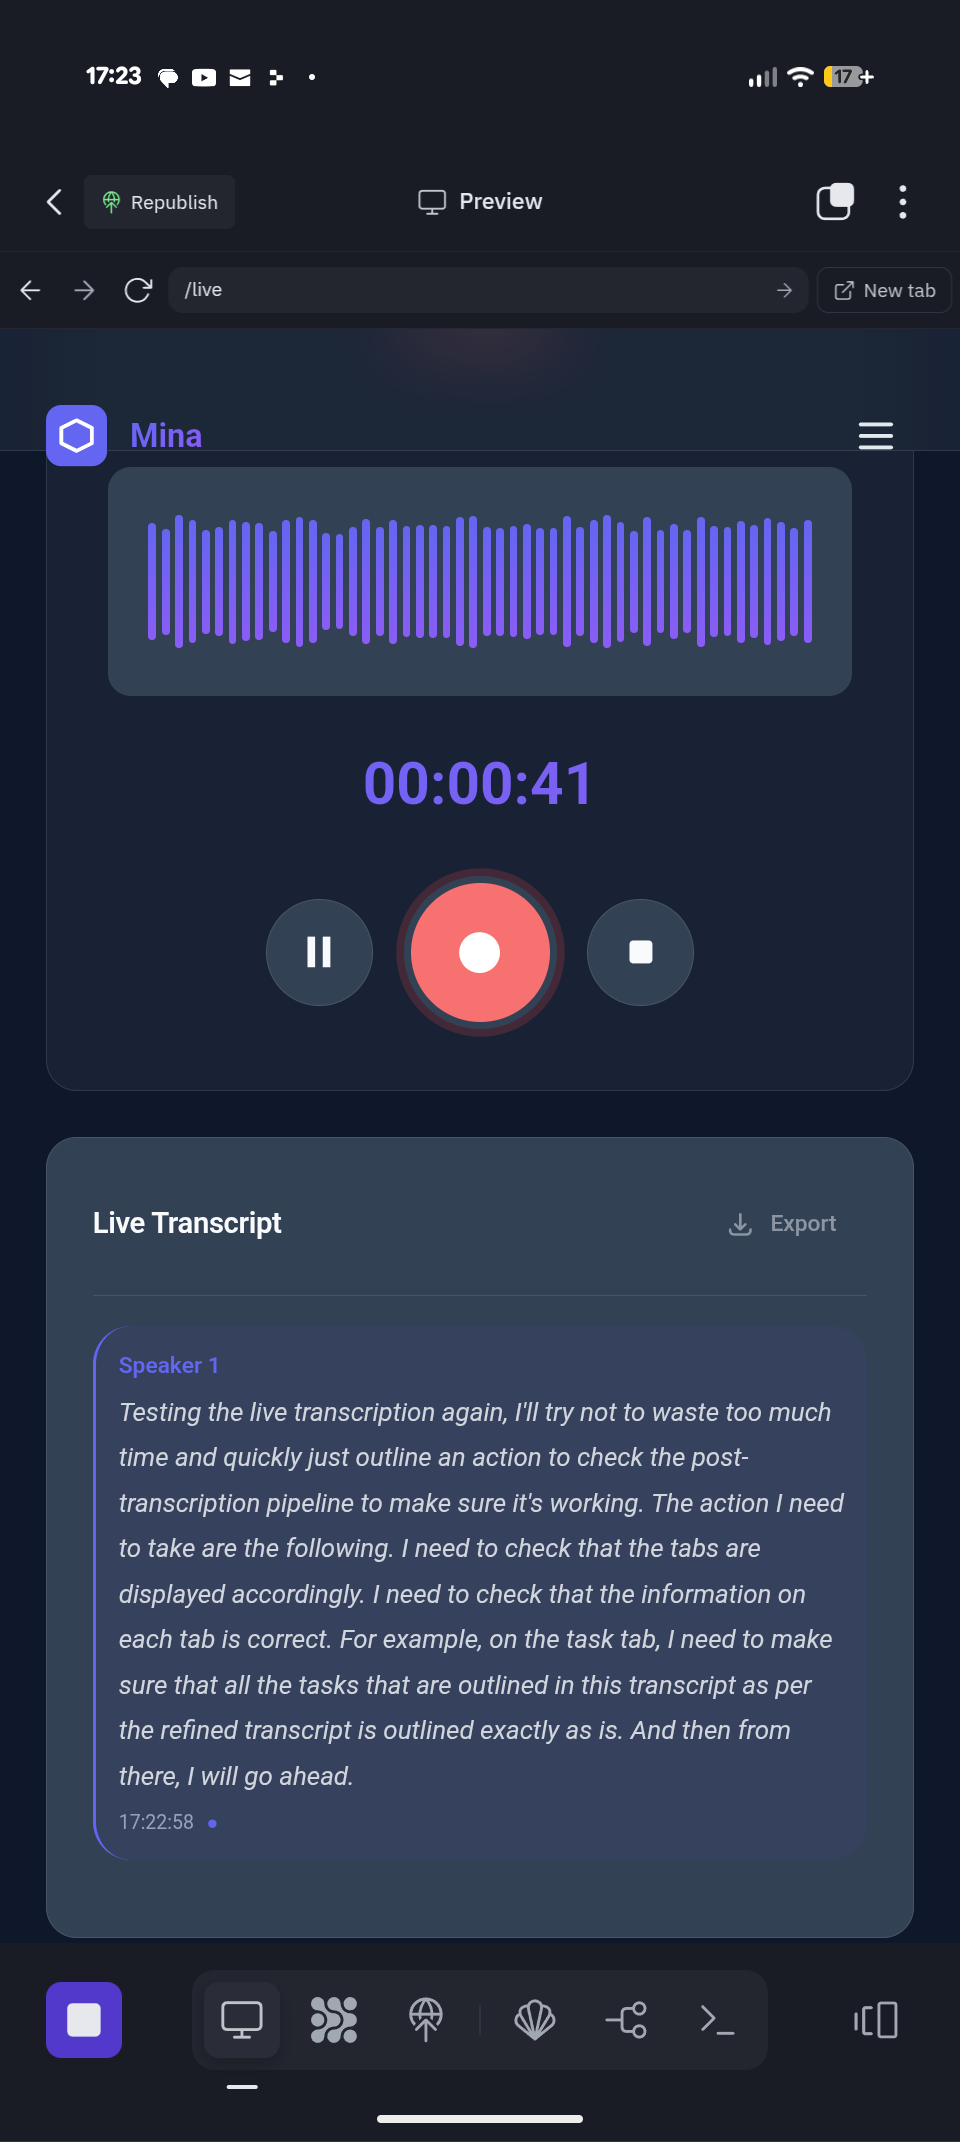 17:23
17+
Republish
Preview
/live
New tab
Mina
00:00:41
Live Transcript
Export
Speaker 1
Testing the live transcription again, I'll try not to waste too much
time and quickly just outline an action to check the post-
transcription pipeline to make sure it's working. The action I need
to take are the following. I need to check that the tabs are
displayed accordingly. I need to check that the information on
each tab is correct. For example, on the task tab, I need to make
sure that all the tasks that are outlined in this transcript as per
the refined transcript is outlined exactly as is. And then from
there, I will go ahead.
17:22:58